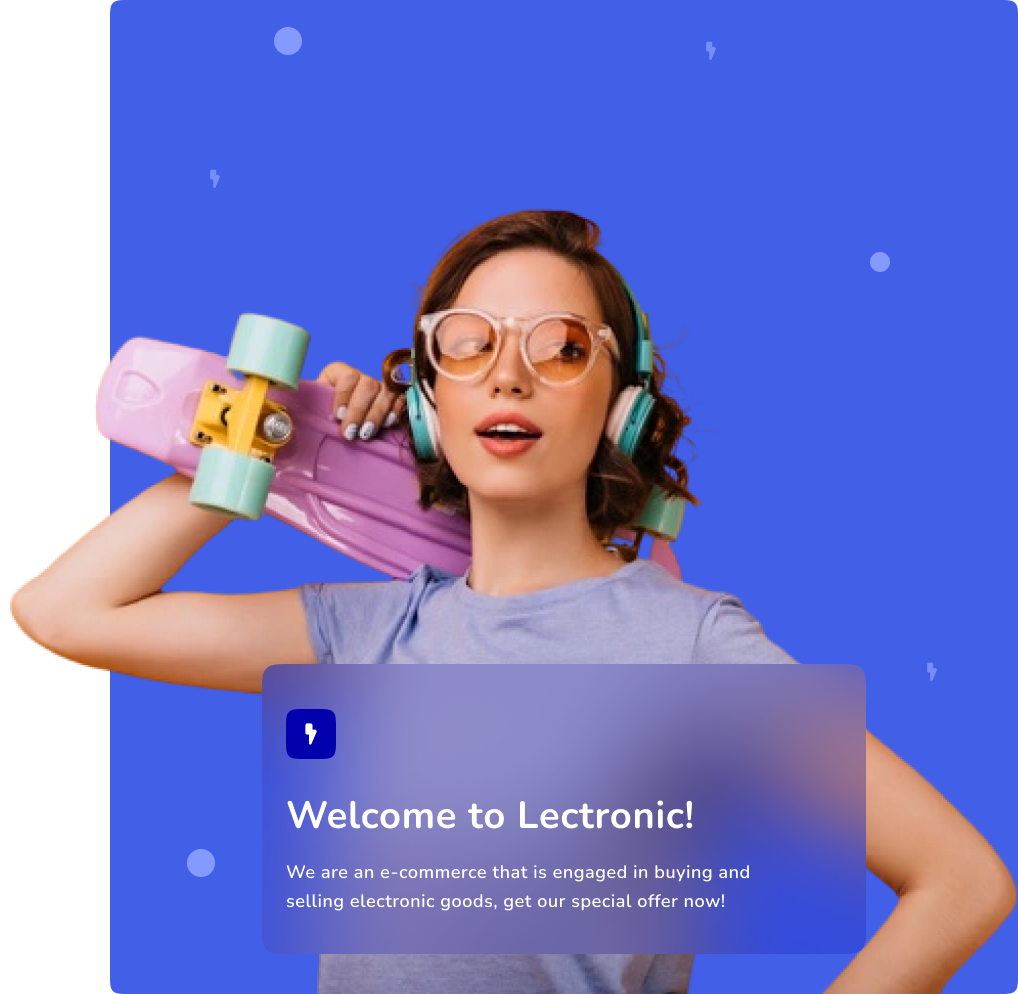 Welcome to Lectronic!
We are an e-commerce that is engaged in buying and
selling electronic goods, get our special offer now!